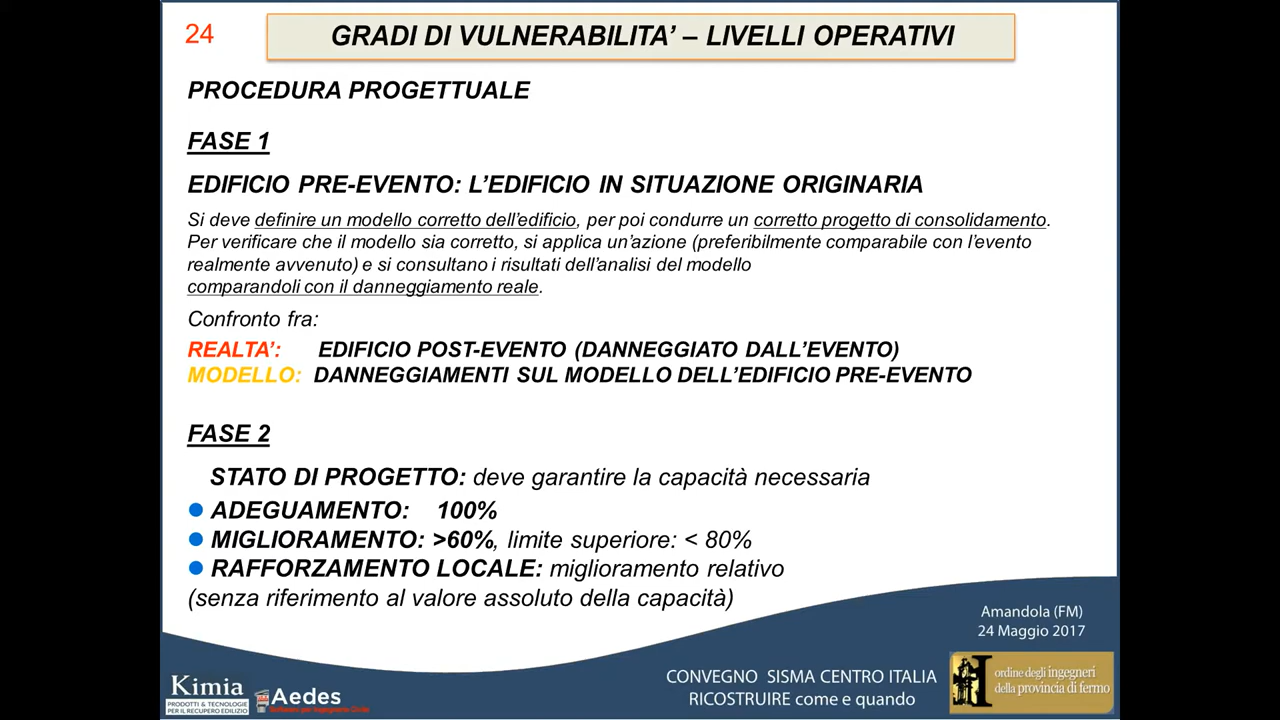 24
GRADI DI VULNERABILITA’ – LIVELLI OPERATIVI
PROCEDURA PROGETTUALE
FASE 1
EDIFICIO PRE-EVENTO: L’EDIFICIO IN SITUAZIONE ORIGINARIA
Si deve definire un modello corretto dell’edificio, per poi condurre un corretto progetto di consolidamento.
Per verificare che il modello sia corretto, si applica un’azione (preferibilmente comparabile con l’evento
realmente avvenuto) e si consultano i risultati dell’analisi del modello
comparandoli con il danneggiamento reale.
Confronto fra:
REALTA’: EDIFICIO POST-EVENTO (DANNEGGIATO DALL’EVENTO)
MODELLO: DANNEGGIAMENTI SUL MODELLO DELL’EDIFICIO PRE-EVENTO
FASE 2
STATO DI PROGETTO: deve garantire la capacità necessaria
● ADEGUAMENTO: 100%
● MIGLIORAMENTO: >60%, limite superiore: < 80%
● RAFFORZAMENTO LOCALE: miglioramento relativo
(senza riferimento al valore assoluto della capacità)
Amandola (FM)
24 Maggio 2017
CONVEGNO SISMA CENTRO ITALIA
RICOSTRUIRE come e quando
ordine degli ingegneri
della provincia di fermo
Kimia
PRODOTTI & TECNOLOGIE
PER IL RECUPERO EDILIZIO
Aedes
Software per Ingegneria Civile